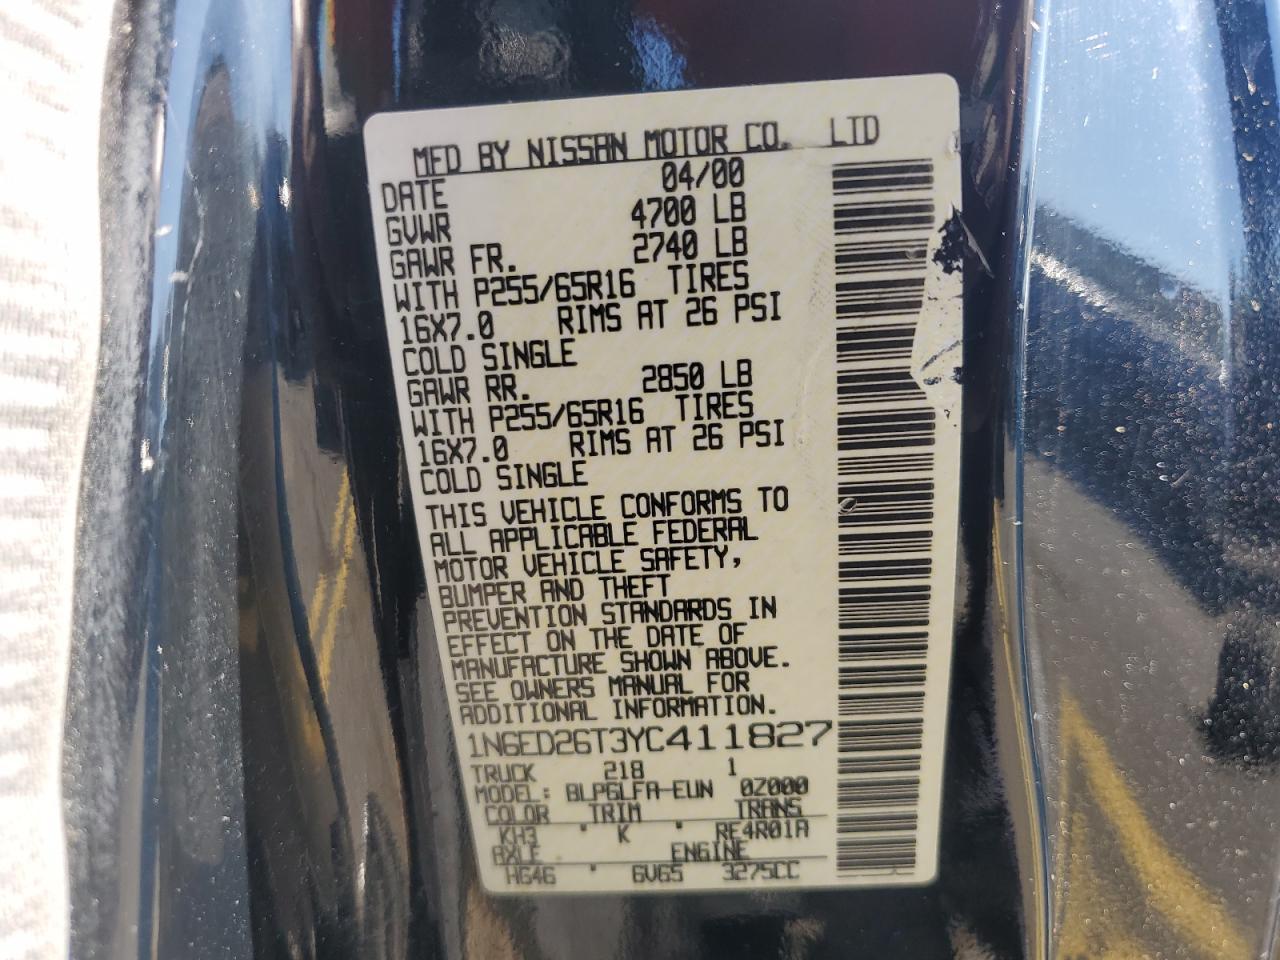 MFD BY NISSAN MOTOR CO. LTD
DATE 04/00
GVWR 4700 LB
GAWR FR. 2740 LB
WITH P255/65R16 TIRES
16X7.0 RIMS AT 26 PSI
COLD SINGLE
GAWR RR. 2850 LB
WITH P255/65R16 TIRES
16X7.0 RIMS AT 26 PSI
COLD SINGLE
THIS VEHICLE CONFORMS TO
ALL APPLICABLE FEDERAL
MOTOR VEHICLE SAFETY,
BUMPER AND THEFT
PREVENTION STANDARDS IN
EFFECT ON THE DATE OF
MANUFACTURE SHOWN ABOVE.
SEE OWNERS MANUAL FOR
ADDITIONAL INFORMATION.
1N6ED26T3YC411827
TRUCK 218 1
MODEL: BLPGLFA-EUN 0Z000
COLOR TRIM TRANS
KH3 K RE4R01A
AXLE ENGINE
HG46 6V65 3275CC